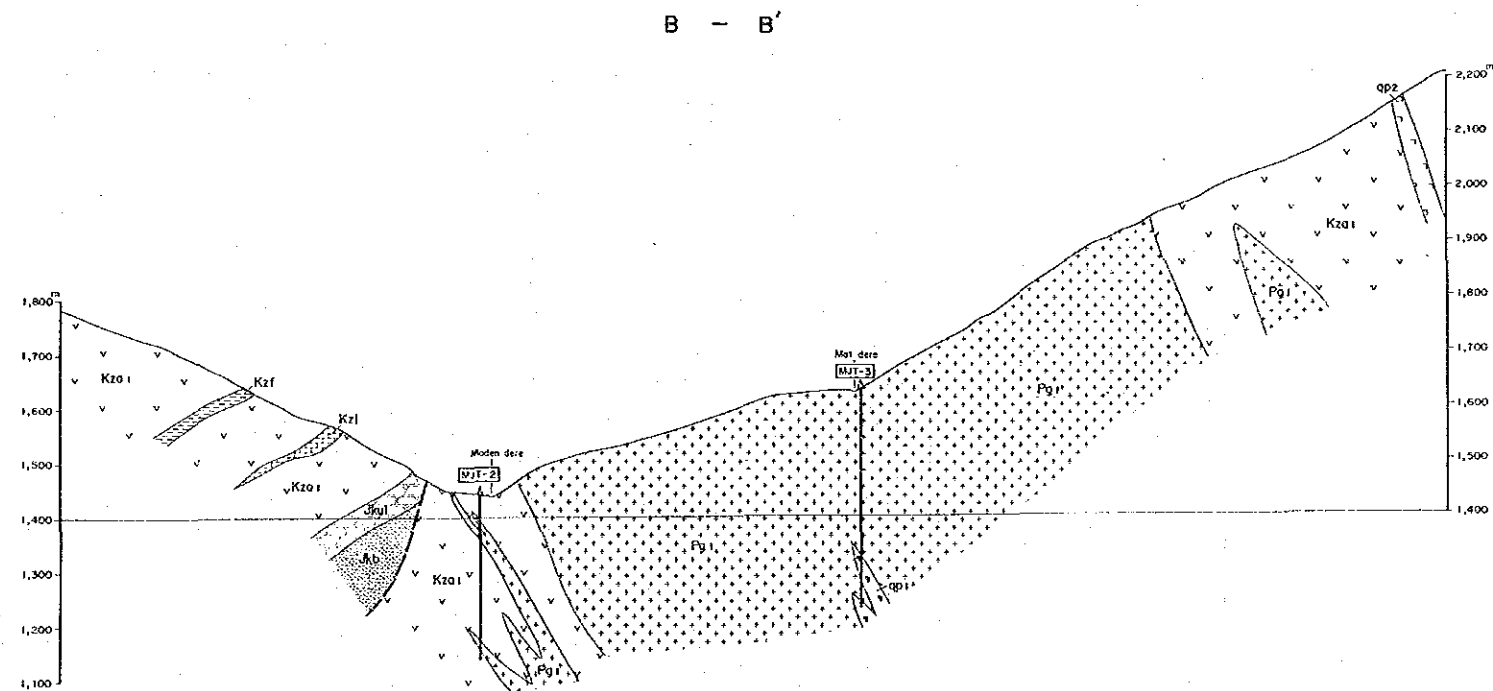 B - B'
2,200m
qp2
2,100
2,000
Kza1
1,900
Pg1
1,800
1,800m
1,700
Kza1
Kzf
1,700
Mat dere
MJT-3
Pg1
1,600
Kzl
1,600
Maden dere
MJT-2
1,500
1,500
Kza1
Jkul
1,400
1,400
Jkb
Pg1
Kza1
qp1
1,300
1,200
Pg1
1,100